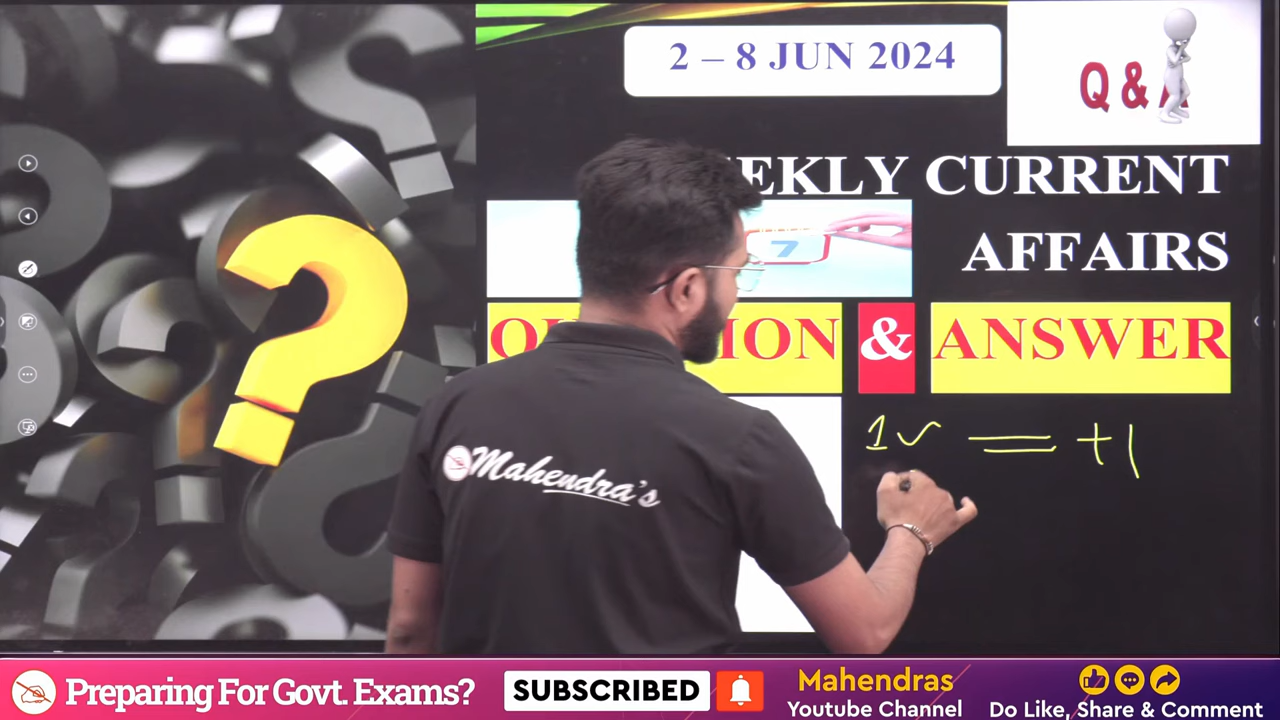 2 – 8 JUN 2024
Q &
EKLY CURRENT
AFFAIRS
7
ION & ANSWER
1✓ = +1
Mahendra's
Preparing For Govt. Exams?
SUBSCRIBED
Mahendras
Youtube Channel
Do Like, Share & Comment